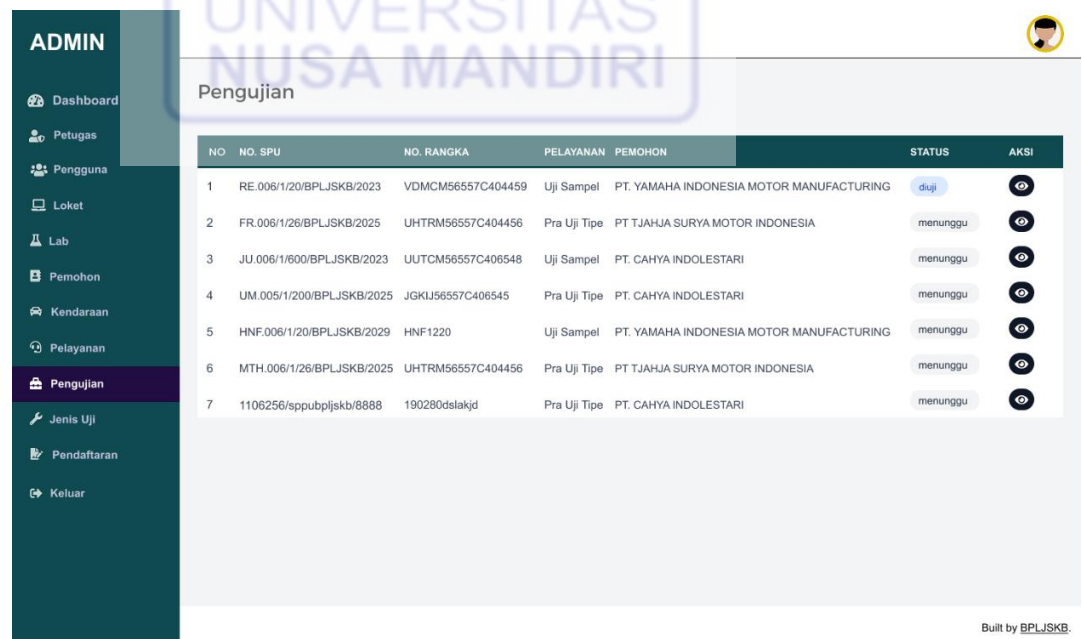 UNIVERSITAS
NUSA MANDIRI
ADMIN
Dashboard
Petugas
Pengguna
Loket
Lab
Pemohon
Kendaraan
Pelayanan
Pengujian
Jenis Uji
Pendaftaran
Keluar
Pengujian
NO NO. SPU NO. RANGKA PELAYANAN PEMOHON STATUS AKSI
1 RE.006/1/20/BPLJSKB/2023 VDMCM56557C404459 Uji Sampel PT. YAMAHA INDONESIA MOTOR MANUFACTURING diuji
2 FR.006/1/26/BPLJSKB/2025 UHTRM56557C404456 Pra Uji Tipe PT TJAHJA SURYA MOTOR INDONESIA menunggu
3 JU.006/1/600/BPLJSKB/2023 UUTCM56557C406548 Uji Sampel PT. CAHYA INDOLESTARI menunggu
4 UM.005/1/200/BPLJSKB/2025 JGKIJ56557C406545 Pra Uji Tipe PT. CAHYA INDOLESTARI menunggu
5 HNF.006/1/20/BPLJSKB/2029 HNF1220 Uji Sampel PT. YAMAHA INDONESIA MOTOR MANUFACTURING menunggu
6 MTH.006/1/26/BPLJSKB/2025 UHTRM56557C404456 Pra Uji Tipe PT TJAHJA SURYA MOTOR INDONESIA menunggu
7 1106256/sppubpljskb/8888 190280dslakjd Pra Uji Tipe PT. CAHYA INDOLESTARI menunggu
Built by BPLJSKB.